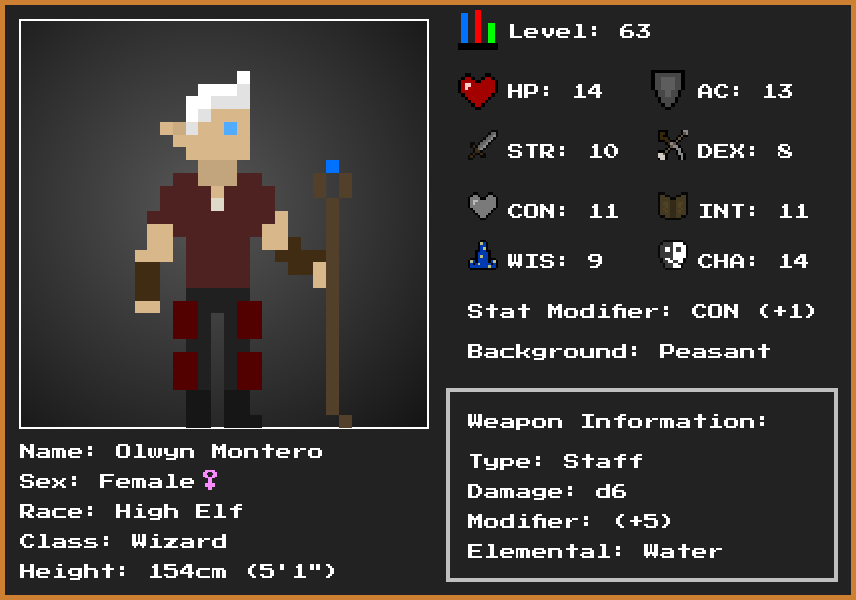 Level: 63
HP: 14 AC: 13
STR: 10 DEX: 8
CON: 11 INT: 11
WIS: 9 CHA: 14
Stat Modifier: CON (+1)
Background: Peasant
Weapon Information:
Type: Staff
Damage: d6
Modifier: (+5)
Elemental: Water
Name: Olwyn Montero
Sex: Female♀
Race: High Elf
Class: Wizard
Height: 154cm (5'1")